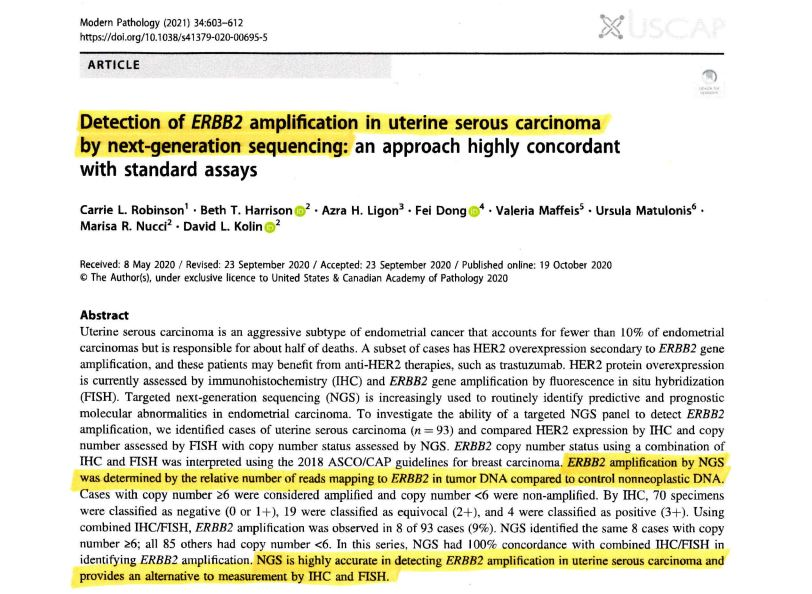 Modern Pathology (2021) 34:603–612
https://doi.org/10.1038/s41379-020-00695-5
USCAP
ARTICLE
Detection of ERBB2 amplification in uterine serous carcinoma
by next-generation sequencing: an approach highly concordant
with standard assays
Carrie L. Robinson1 · Beth T. Harrison2 · Azra H. Ligon3 · Fei Dong4 · Valeria Maffeis5 · Ursula Matulonis6 ·
Marisa R. Nucci2 · David L. Kolin2
Received: 8 May 2020 / Revised: 23 September 2020 / Accepted: 23 September 2020 / Published online: 19 October 2020
© The Author(s), under exclusive licence to United States & Canadian Academy of Pathology 2020
Abstract
Uterine serous carcinoma is an aggressive subtype of endometrial cancer that accounts for fewer than 10% of endometrial
carcinomas but is responsible for about half of deaths. A subset of cases has HER2 overexpression secondary to ERBB2 gene
amplification, and these patients may benefit from anti-HER2 therapies, such as trastuzumab. HER2 protein overexpression
is currently assessed by immunohistochemistry (IHC) and ERBB2 gene amplification by fluorescence in situ hybridization
(FISH). Targeted next-generation sequencing (NGS) is increasingly used to routinely identify predictive and prognostic
molecular abnormalities in endometrial carcinoma. To investigate the ability of a targeted NGS panel to detect ERBB2
amplification, we identified cases of uterine serous carcinoma (n = 93) and compared HER2 expression by IHC and copy
number assessed by FISH with copy number status assessed by NGS. ERBB2 copy number status using a combination of
IHC and FISH was interpreted using the 2018 ASCO/CAP guidelines for breast carcinoma. ERBB2 amplification by NGS
was determined by the relative number of reads mapping to ERBB2 in tumor DNA compared to control nonneoplastic DNA.
Cases with copy number ≥6 were considered amplified and copy number <6 were non-amplified. By IHC, 70 specimens
were classified as negative (0 or 1+), 19 were classified as equivocal (2+), and 4 were classified as positive (3+). Using
combined IHC/FISH, ERBB2 amplification was observed in 8 of 93 cases (9%). NGS identified the same 8 cases with copy
number ≥6; all 85 others had copy number <6. In this series, NGS had 100% concordance with combined IHC/FISH in
identifying ERBB2 amplification. NGS is highly accurate in detecting ERBB2 amplification in uterine serous carcinoma and
provides an alternative to measurement by IHC and FISH.